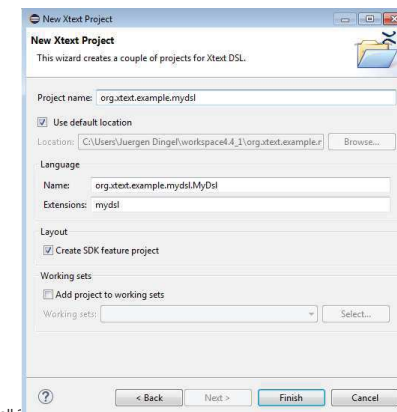 New Xtext Project
New Xtext Project
This wizard creates a couple of projects for Xtext DSL.
Project name: org.xtext.example.mydsl
Use default location
Location: C:\Users\Juergen Dingel\workspace4.4_1\org.xtext.example.r Browse...
Language
Name: org.xtext.example.mydsl.MyDsl
Extensions: mydsl
Layout
Create SDK feature project
Working sets
Add project to working sets
Working sets: Select...
? < Back Next > Finish Cancel